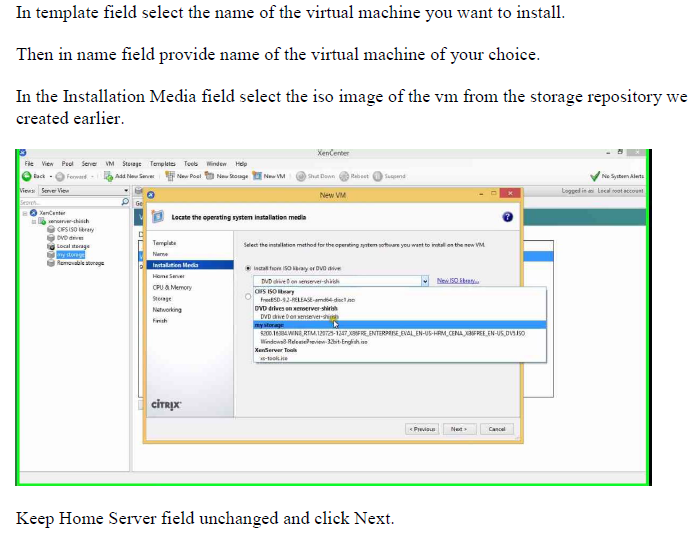 In template field select the name of the virtual machine you want to install.
Then in name field provide name of the virtual machine of your choice.
In the Installation Media field select the iso image of the vm from the storage repository we
created earlier.
XenCenter
File View Pool Server VM Storage Templates Tools Window Help
Back Forward Add New Server New Pool New Storage New VM Shut Down Reboot Suspend No System Alerts
Views: Server View Logged in as: Local root account
Search...
New VM
XenCenter
xenserver-shirish
CIFS ISO library
DVD drives
Local storage
my storage
Removable storage
Locate the operating system installation media
Template
Name
Installation Media
Home Server
CPU & Memory
Storage
Networking
Finish
Select the installation method for the operating system software you want to install on the new VM.
Install from ISO library or DVD drive
DVD drive 0 on xenserver-shirish New ISO library...
CIFS ISO library
FreeBSD-9.2-RELEASE-amd64-disc1.iso
DVD drives on xenserver-shirish
DVD drive 0 on xenserver-shirish
my storage
Windows8-ReleasePreview-32bit-English.iso
XenServer Tools
xs-tools.iso
CITRIX
< Previous Next > Cancel
Keep Home Server field unchanged and click Next.